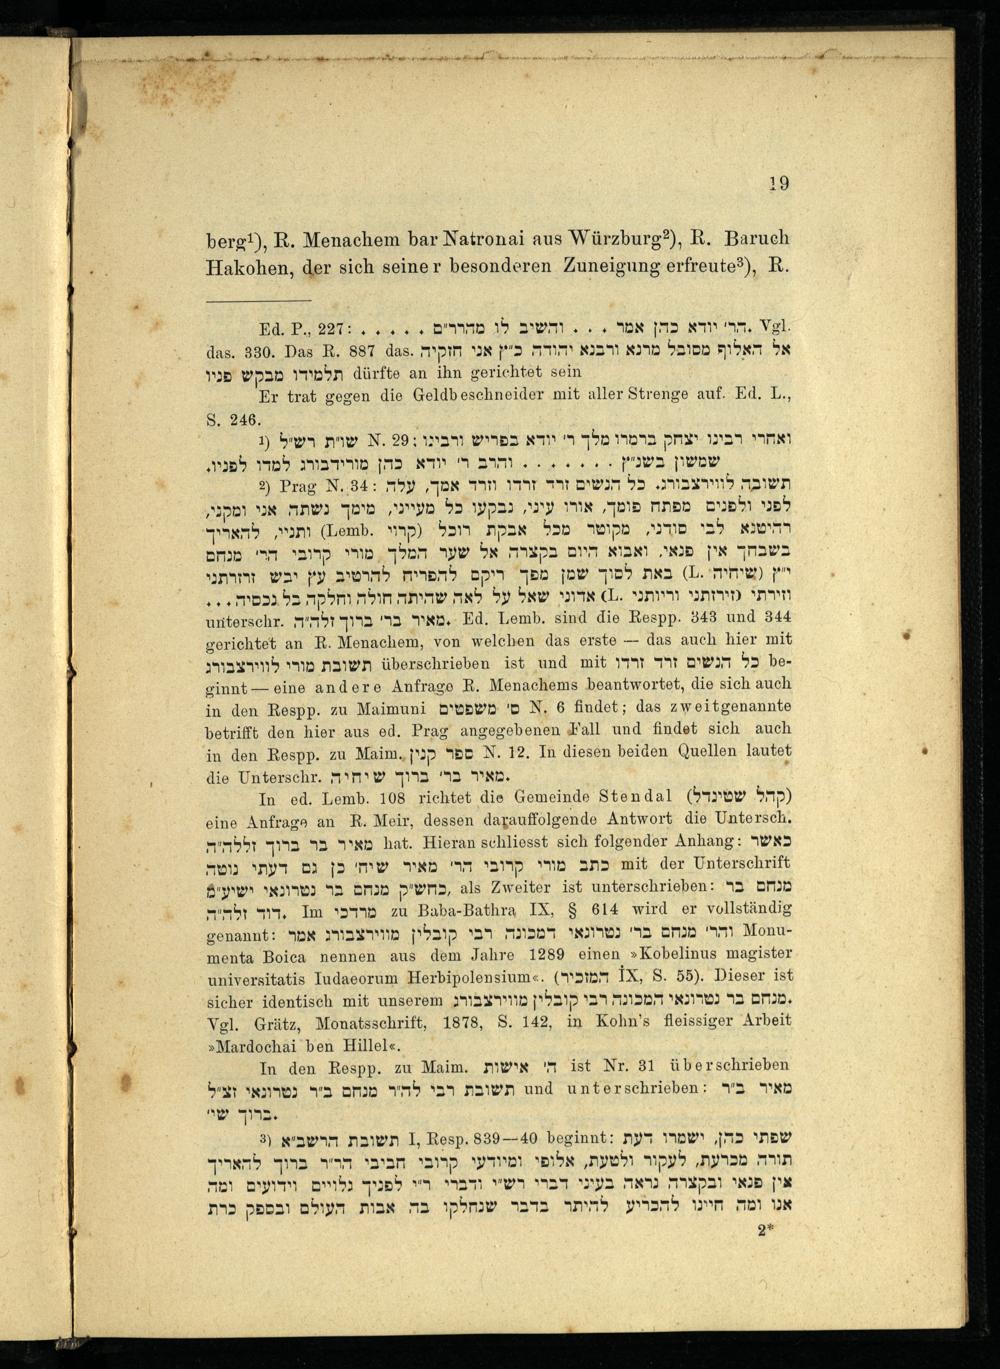 19
berg¹), R. Menachem bar Natronai aus Würzburg²), R. Baruch
Hakohen, der sich seiner besonderen Zuneigung erfreute³), R.
Ed. P., 227: הר' יודא כהן אמר . . . והשיב לו מהרר״ם . . . . . Vgl.
das. 330. Das R. 887 das. אל האלוף מסובל מרנא ורבנא יהודה כ״ץ אני חזקיה
תלמידו מבקש פניו dürfte an ihn gerichtet sein
Er trat gegen die Geldbeschneider mit aller Strenge auf. Ed. L.,
S. 246.
¹) שו״ת רש״ל N. 29: ואחרי רבינו יצחק ברמרו מלך ר' יודא בפריש ורבינו
שמשון בשנ״ץ . . . . . . . והרב ר' יודא כהן מורידבורג למדו לפניו.
²) Prag N. 34: תשובה לווירצבורג. כל הנשים זרד זרדו וזרד אמך, עלה
לפני ולפנים מפתח פומך, אורו עיני, נבקעו כל מעייני, מימך נשתה אני ומקני,
רהיטנא לבי סודני, מקוטר מכל אבקת רוכל (קרוי Lemb.) ותניי, להאריך
בשבחך אין פנאי, ואבוא היום בקצרה אל שער המלך מורי קרובי הר' מנחם
י״ץ (שיחיה L.) באת לסוך שמן מפך ריקם להפריח להרטיב עץ יבש זרזרתני
וזירתי (זירזתני וריותני L.) אדוני שאל על לאה שהיתה חולה וחלקה כל נכסיה...
unterschr. מאיר בר' ברוך זלה״ה. Ed. Lemb. sind die Respp. 343 und 344
gerichtet an R. Menachem, von welchen das erste — das auch hier mit
תשובת מורי לווירצבורג überschrieben ist und mit כל הנשים זרד זרדו be-
ginnt — eine andere Anfrage R. Menachems beantwortet, die sich auch
in den Respp. zu Maimuni ס' משפטים N. 6 findet; das zweitgenannte
betrifft den hier aus ed. Prag angegebenen Fall und findet sich auch
in den Respp. zu Maim. ספר קנין N. 12. In diesen beiden Quellen lautet
die Unterschr. מאיר בר' ברוך שיחיה.
In ed. Lemb. 108 richtet die Gemeinde Stendal (קהל שטינדל)
eine Anfrage an R. Meir, dessen darauffolgende Antwort die Untersch.
מאיר בר ברוך זללה״ה hat. Hieran schliesst sich folgender Anhang: כאשר
כתב מורי קרובי הר' מאיר שיח' כן גם דעתי נוטה mit der Unterschrift
כחש״ק מנחם בר נטרונאי ישיע״מ, als Zweiter ist unterschrieben: מנחם בר
דוד זלה״ה. Im מרדכי zu Baba-Bathra IX, § 614 wird er vollständig
genannt: והר' מנחם בר' נטרונאי דמכונה רבי קובלין מווירצבורג אמר Monu-
menta Boica nennen aus dem Jahre 1289 einen »Kobelinus magister
universitatis Iudaeorum Herbipolensium«. (המזכיר IX, S. 55). Dieser ist
sicher identisch mit unserem מנחם בר נטרונאי המכונה רבי קובלין מווירצבורג.
Vgl. Grätz, Monatsschrift, 1878, S. 142, in Kohn's fleissiger Arbeit
»Mardochai ben Hillel«.
In den Respp. zu Maim. ה' אישות ist Nr. 31 überschrieben
תשובת רבי לה״ר מנחם ב״ר נטרונאי זצ״ל und unterschrieben: מאיר ב״ר
ברוך שי'.
³) תשובת הרשב״א I, Resp. 839—40 beginnt: שפתי כהן, ישמרו דעת
תורה מכרעת, לעקור ולטעת, אלופי ומיודעי קרובי חביבי הר״ר ברוך להאריך
אין פנאי ובקצרה נראה בעיני דברי רש״י ודברי ר״י לפניך גלויים וידועים ומה
אנו ומה חיינו להכריע להיתר בדבר שנחלקו בה אבות העולם ובספק כרת
2*